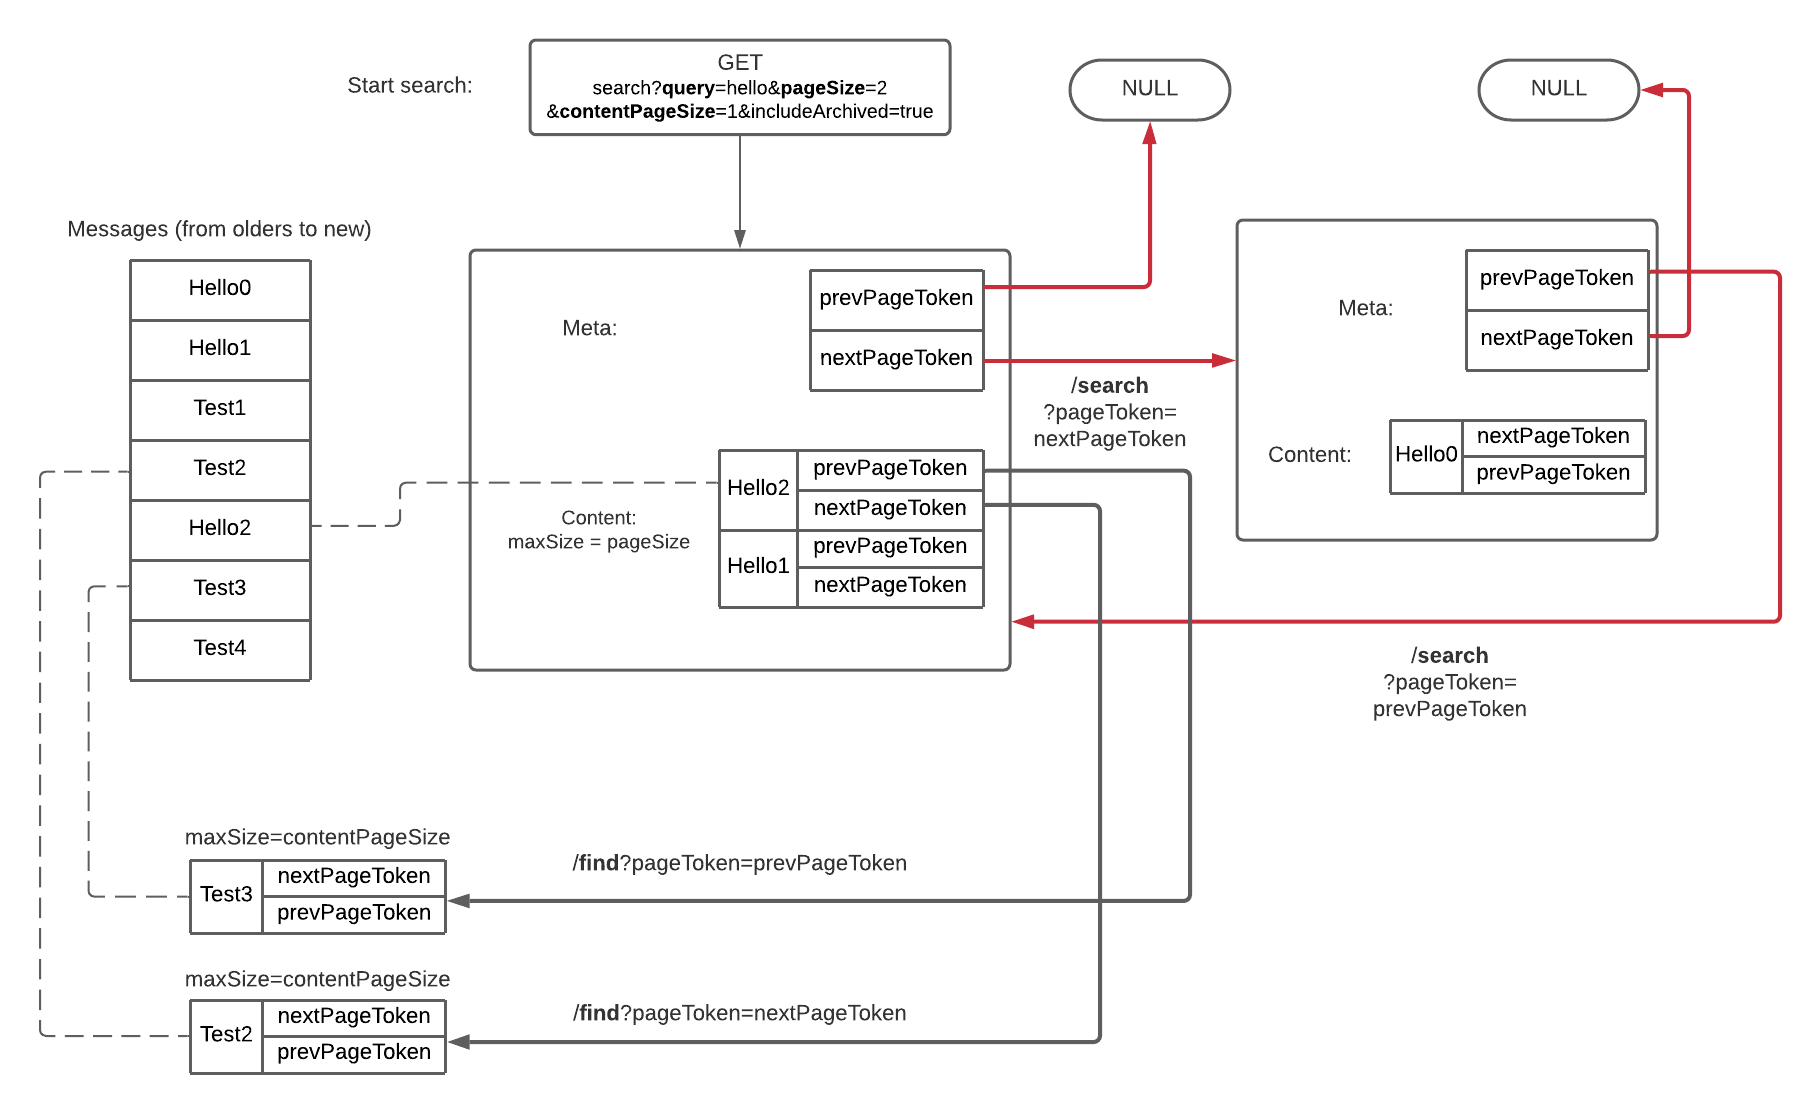 Start search:
GET
search?query=hello&pageSize=2
&contentPageSize=1&includeArchived=true
NULL
NULL
Messages (from olders to new)
Hello0
Hello1
Test1
Test2
Hello2
Test3
Test4
Meta:
prevPageToken
nextPageToken
Content:
maxSize = pageSize
Hello2
prevPageToken
nextPageToken
Hello1
prevPageToken
nextPageToken
/search
?pageToken=
nextPageToken
Meta:
prevPageToken
nextPageToken
Content:
Hello0
nextPageToken
prevPageToken
/search
?pageToken=
prevPageToken
maxSize=contentPageSize
Test3
nextPageToken
prevPageToken
/find?pageToken=prevPageToken
maxSize=contentPageSize
Test2
nextPageToken
prevPageToken
/find?pageToken=nextPageToken